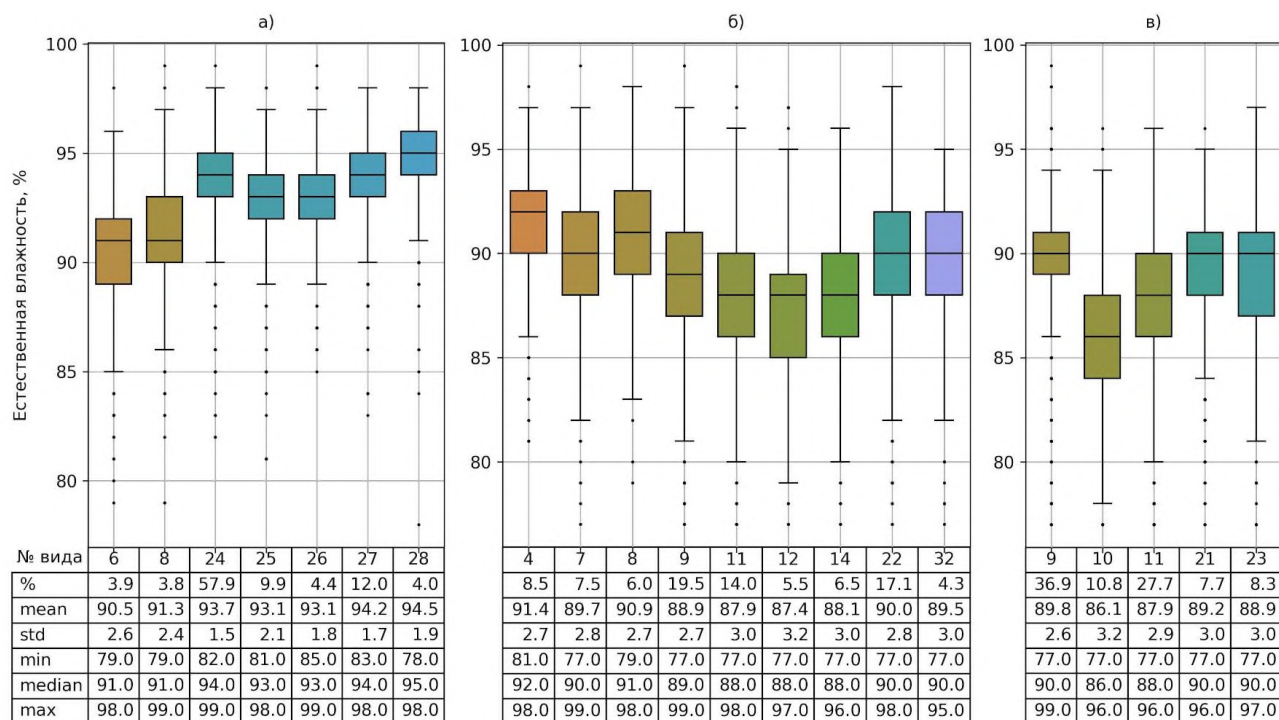 а) б) в)
Естественная влажность, %
100 100 100
95 95 95
90 90 90
85 85 85
80 80 80
№ вида 6 8 24 25 26 27 28 4 7 8 9 11 12 14 22 32 9 10 11 21 23
% 3.9 3.8 57.9 9.9 4.4 12.0 4.0 8.5 7.5 6.0 19.5 14.0 5.5 6.5 17.1 4.3 36.9 10.8 27.7 7.7 8.3
mean 90.5 91.3 93.7 93.1 93.1 94.2 94.5 91.4 89.7 90.9 88.9 87.9 87.4 88.1 90.0 89.5 89.8 86.1 87.9 89.2 88.9
std 2.6 2.4 1.5 2.1 1.8 1.7 1.9 2.7 2.8 2.7 2.7 3.0 3.2 3.0 2.8 3.0 2.6 3.2 2.9 3.0 3.0
min 79.0 79.0 82.0 81.0 85.0 83.0 78.0 81.0 77.0 79.0 77.0 77.0 77.0 77.0 77.0 77.0 77.0 77.0 77.0 77.0 77.0
median 91.0 91.0 94.0 93.0 93.0 94.0 95.0 92.0 90.0 91.0 89.0 88.0 88.0 88.0 90.0 90.0 90.0 86.0 88.0 90.0 90.0
max 98.0 99.0 99.0 98.0 99.0 98.0 98.0 98.0 99.0 98.0 99.0 98.0 97.0 96.0 98.0 95.0 99.0 96.0 96.0 96.0 97.0